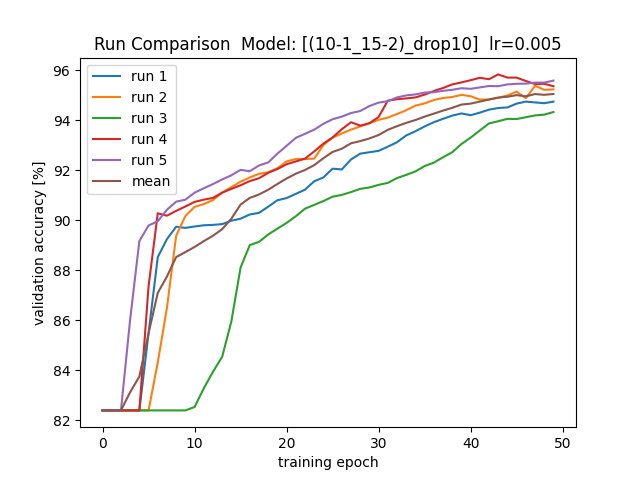 Run Comparison  Model: [(10-1_15-2)_drop10]  lr=0.005
96
94
92
90
88
86
84
82
validation accuracy [%]
run 1
run 2
run 3
run 4
run 5
mean
0 10 20 30 40 50
training epoch